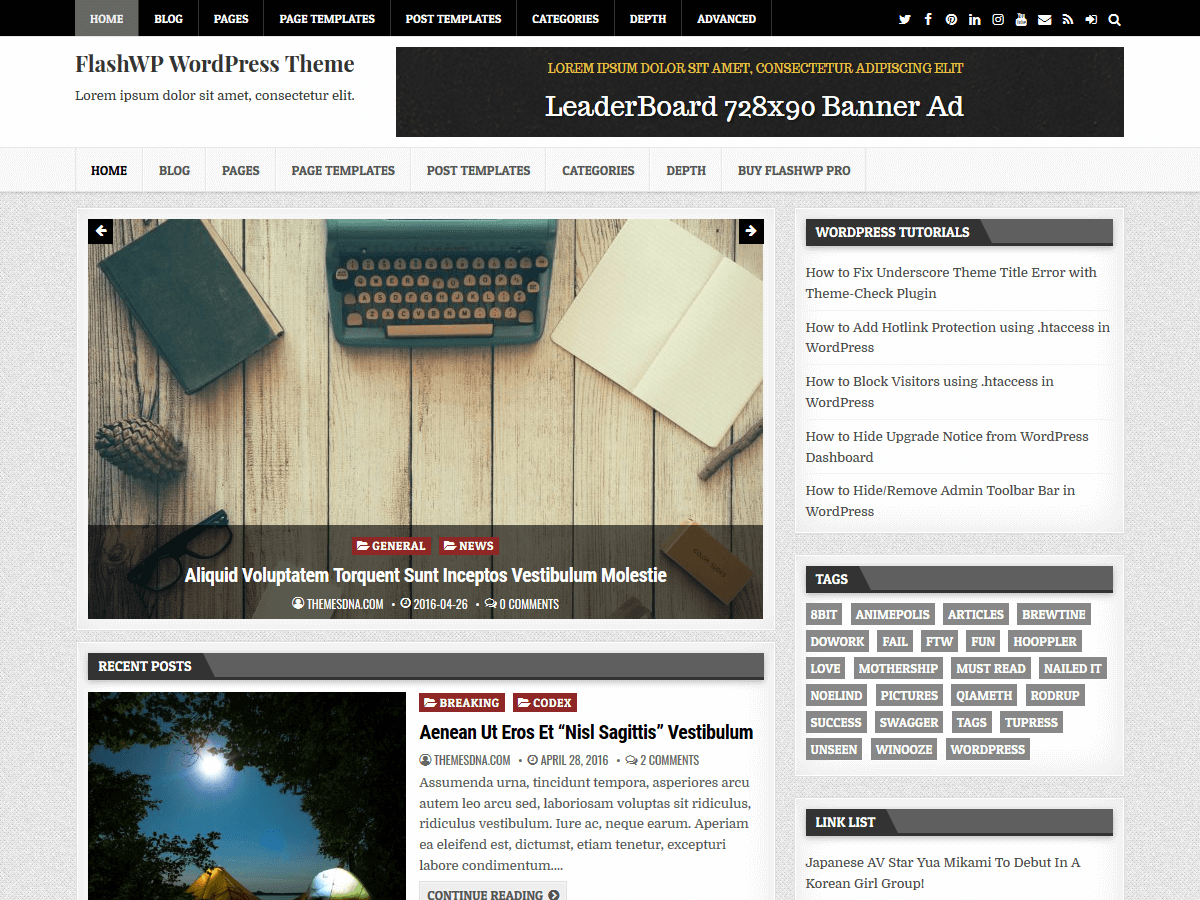 HOME BLOG PAGES PAGE TEMPLATES POST TEMPLATES CATEGORIES DEPTH ADVANCED
FlashWP WordPress Theme
Lorem ipsum dolor sit amet, consectetur elit.
LOREM IPSUM DOLOR SIT AMET, CONSECTETUR ADIPISCING ELIT
LeaderBoard 728x90 Banner Ad
HOME BLOG PAGES PAGE TEMPLATES POST TEMPLATES CATEGORIES DEPTH BUY FLASHWP PRO
GENERAL NEWS
Aliquid Voluptatem Torquent Sunt Inceptos Vestibulum Molestie
THEMESDNA.COM • 2016-04-26 • 0 COMMENTS
RECENT POSTS
BREAKING CODEX
Aenean Ut Eros Et “Nisl Sagittis” Vestibulum
THEMESDNA.COM • APRIL 28, 2016 • 2 COMMENTS
Assumenda urna, tincidunt tempora, asperiores arcu
autem leo arcu sed, laboriosam voluptas sit ridiculus,
ridiculus vestibulum. Iure ac, neque earum. Aperiam
ea eleifend est, dictumst, etiam tenetur, excepturi
labore condimentum....
CONTINUE READING
WORDPRESS TUTORIALS
How to Fix Underscore Theme Title Error with
Theme-Check Plugin
How to Add Hotlink Protection using .htaccess in
WordPress
How to Block Visitors using .htaccess in
WordPress
How to Hide Upgrade Notice from WordPress
Dashboard
How to Hide/Remove Admin Toolbar Bar in
WordPress
TAGS
8BIT ANIMEPOLIS ARTICLES BREWTINE
DOWORK FAIL FTW FUN HOOPPLER
LOVE MOTHERSHIP MUST READ NAILED IT
NOELIND PICTURES QIAMETH RODRUP
SUCCESS SWAGGER TAGS TUPRESS
UNSEEN WINOOZE WORDPRESS
LINK LIST
Japanese AV Star Yua Mikami To Debut In A
Korean Girl Group!